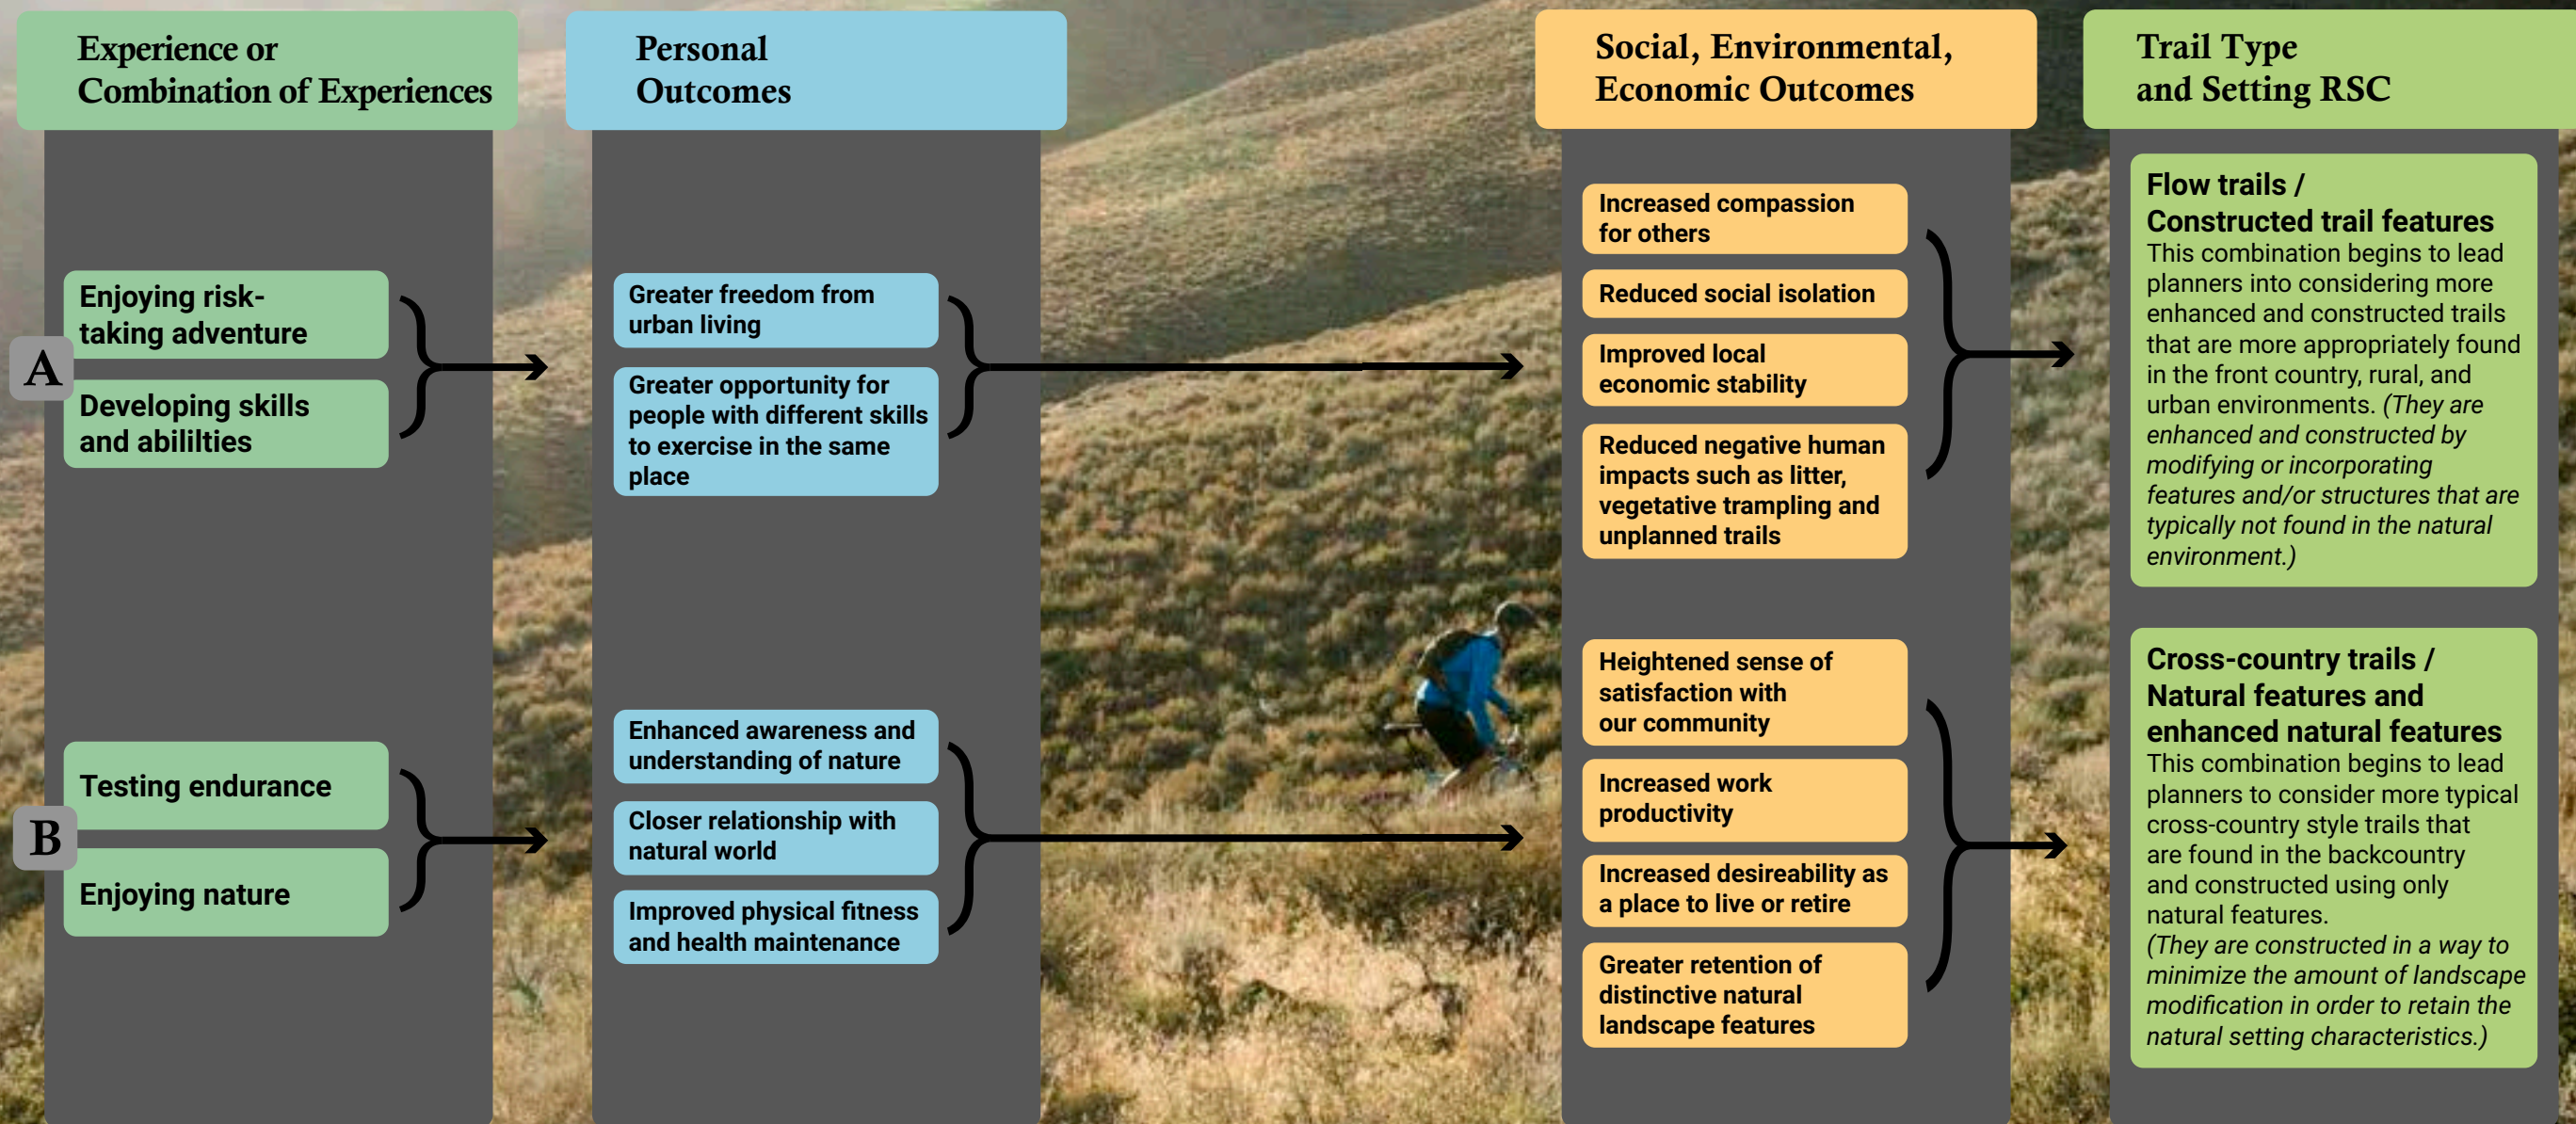 Experience or
Combination of Experiences
Personal
Outcomes
Social, Environmental,
Economic Outcomes
Trail Type
and Setting RSC
A
Enjoying risk-
taking adventure
Developing skills
and abililties
Greater freedom from
urban living
Greater opportunity for
people with different skills
to exercise in the same
place
Increased compassion
for others
Reduced social isolation
Improved local
economic stability
Reduced negative human
impacts such as litter,
vegetative trampling and
unplanned trails
Flow trails /
Constructed trail features
This combination begins to lead
planners into considering more
enhanced and constructed trails
that are more appropriately found
in the front country, rural, and
urban environments. (They are
enhanced and constructed by
modifying or incorporating
features and/or structures that are
typically not found in the natural
environment.)
B
Testing endurance
Enjoying nature
Enhanced awareness and
understanding of nature
Closer relationship with
natural world
Improved physical fitness
and health maintenance
Heightened sense of
satisfaction with
our community
Increased work
productivity
Increased desireability as
a place to live or retire
Greater retention of
distinctive natural
landscape features
Cross-country trails /
Natural features and
enhanced natural features
This combination begins to lead
planners to consider more typical
cross-country style trails that
are found in the backcountry
and constructed using only
natural features.
(They are constructed in a way to
minimize the amount of landscape
modification in order to retain the
natural setting characteristics.)